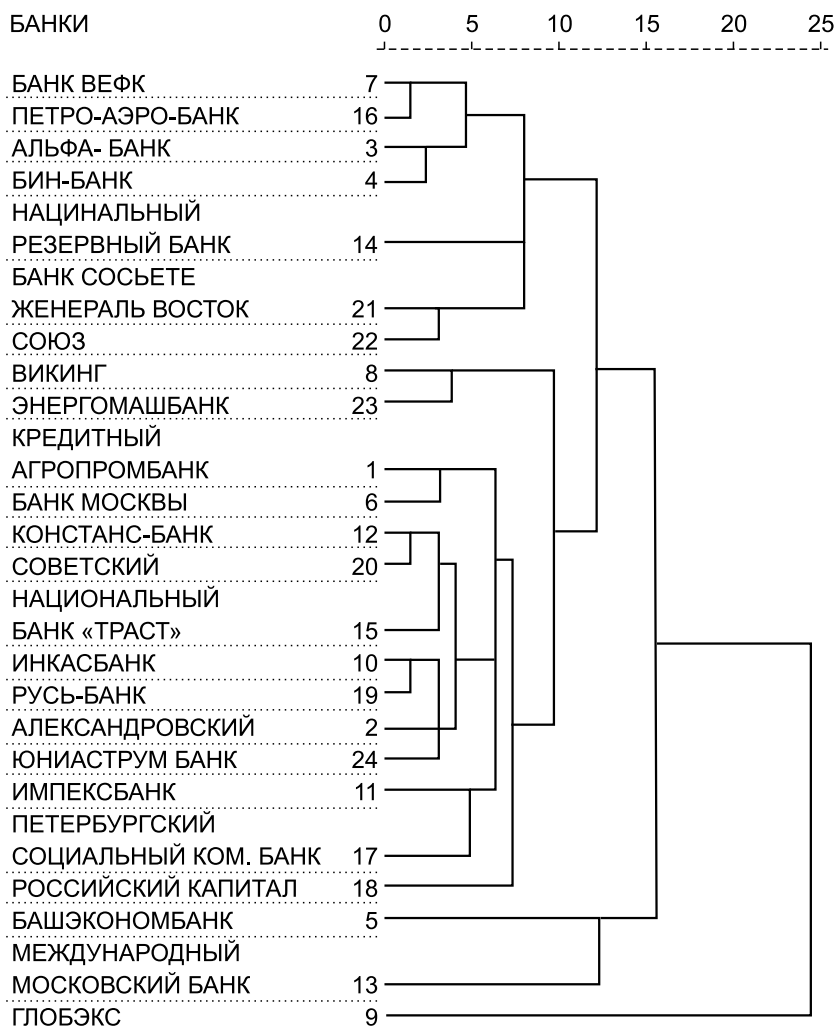 БАНКИ 0 5 10 15 20 25
БАНК ВЕФК 7
ПЕТРО-АЭРО-БАНК 16
АЛЬФА- БАНК 3
БИН-БАНК 4
НАЦИНАЛЬНЫЙ
РЕЗЕРВНЫЙ БАНК 14
БАНК СОСЬЕТЕ
ЖЕНЕРАЛЬ ВОСТОК 21
СОЮЗ 22
ВИКИНГ 8
ЭНЕРГОМАШБАНК 23
КРЕДИТНЫЙ
АГРОПРОМБАНК 1
БАНК МОСКВЫ 6
КОНСТАНС-БАНК 12
СОВЕТСКИЙ 20
НАЦИОНАЛЬНЫЙ
БАНК «ТРАСТ» 15
ИНКАСБАНК 10
РУСЬ-БАНК 19
АЛЕКСАНДРОВСКИЙ 2
ЮНИАСТРУМ БАНК 24
ИМПЕКСБАНК 11
ПЕТЕРБУРГСКИЙ
СОЦИАЛЬНЫЙ КОМ. БАНК 17
РОССИЙСКИЙ КАПИТАЛ 18
БАШЭКОНОМБАНК 5
МЕЖДУНАРОДНЫЙ
МОСКОВСКИЙ БАНК 13
ГЛОБЭКС 9